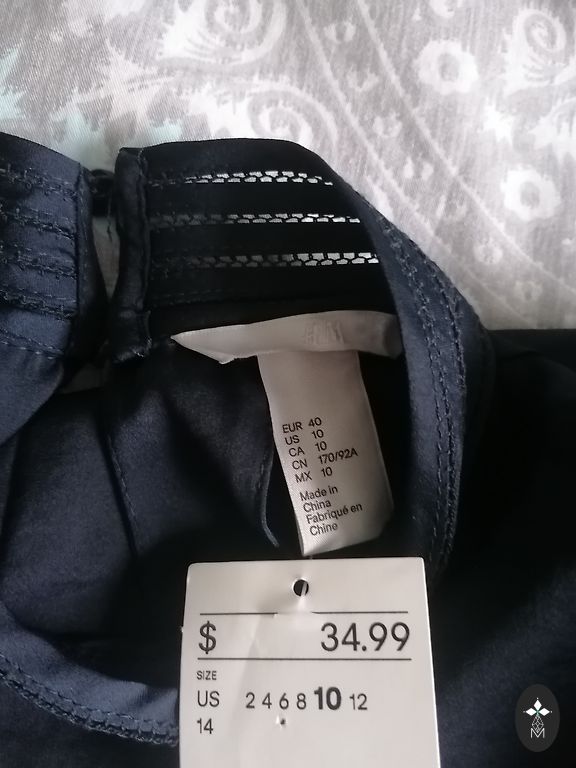 H&M
EUR 40
US 10
CA 10
CN 170/92A
MX 10
Made in
China
Fabriqué en
Chine
$ 34.99
SIZE
US 2 4 6 8 10 12
14
M